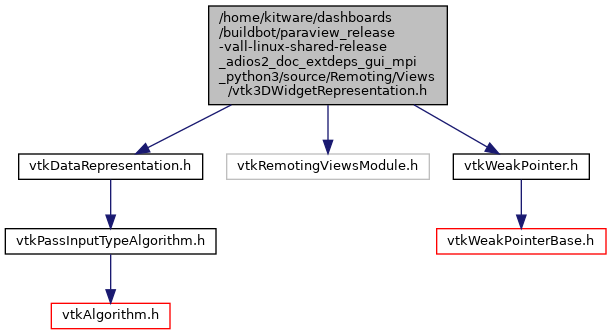 /home/kitware/dashboards
/buildbot/paraview_release
-vall-linux-shared-release
_adios2_doc_extdeps_gui_mpi
_python3/source/Remoting/Views
/vtk3DWidgetRepresentation.h
vtkDataRepresentation.h
vtkRemotingViewsModule.h
vtkWeakPointer.h
vtkPassInputTypeAlgorithm.h
vtkWeakPointerBase.h
vtkAlgorithm.h